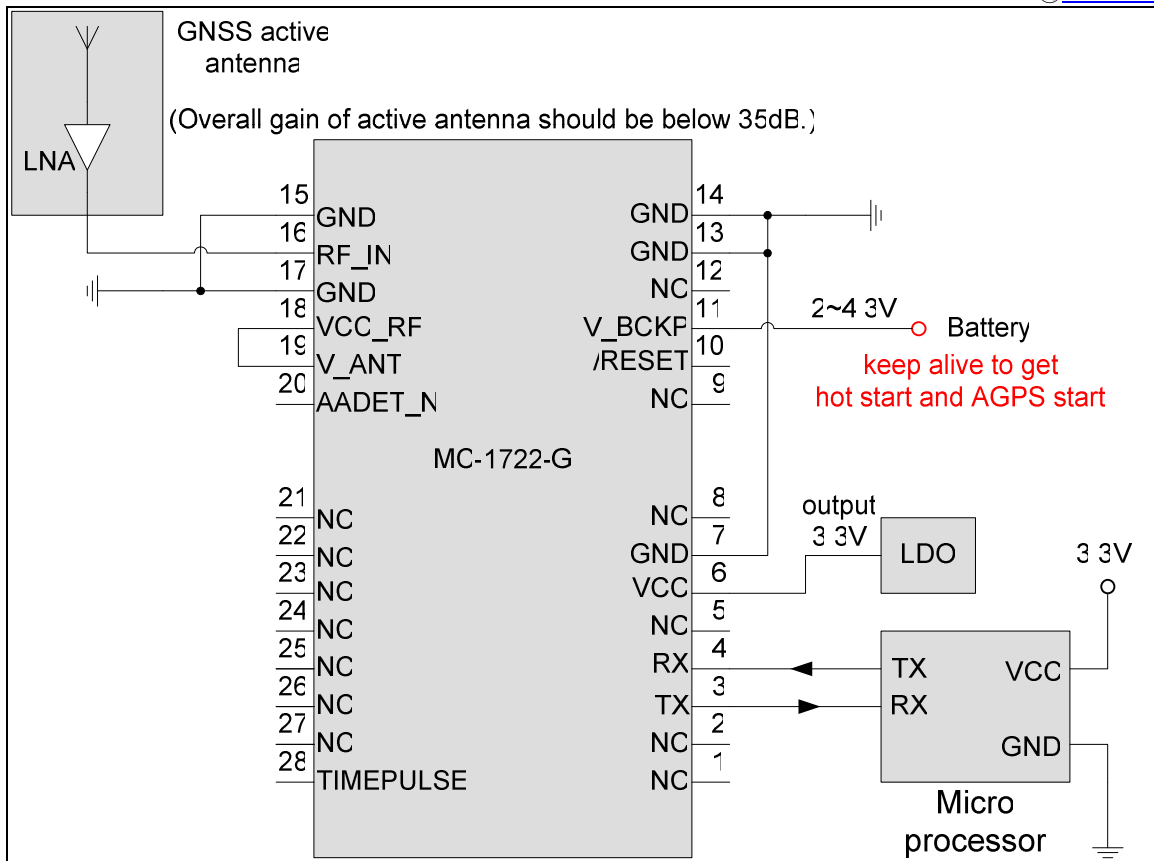 GNSS active
antenna
(Overall gain of active antenna should be below 35dB.)
LNA
15
GND
16
RF_IN
17
GND
18
VCC_RF
19
V_ANT
20
AADET_N
14
GND
13
GND
12
NC
11
V_BCKP
10
/RESET
9
NC
2~4 3V
Battery
keep alive to get
hot start and AGPS start
MC-1722-G
21
NC
22
NC
23
NC
24
NC
25
NC
26
NC
27
NC
28
TIMEPULSE
8
NC
7
GND
6
VCC
5
NC
4
RX
3
TX
2
NC
1
NC
output
3 3V
LDO
3 3V
TX
RX
VCC
GND
Micro
processor